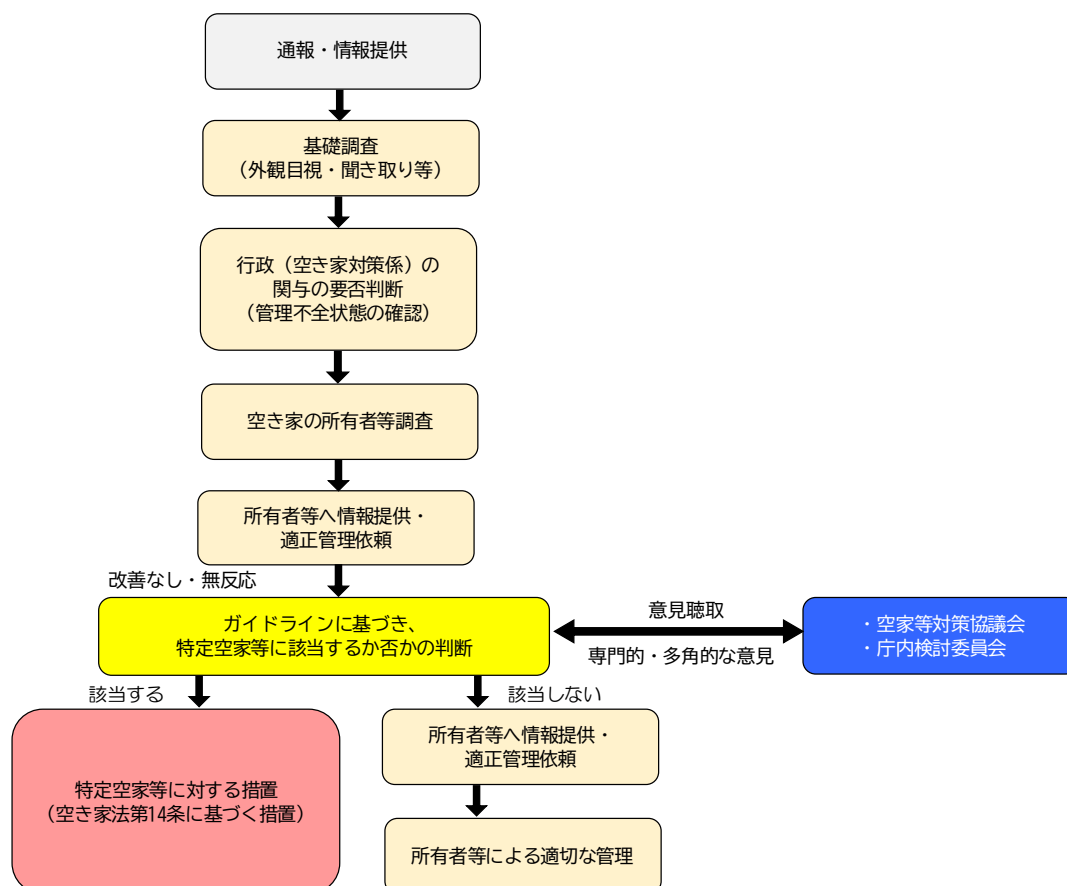 通報・情報提供
基礎調査
（外観目視・聞き取り等）
行政（空き家対策係）の
関与の要否判断
（管理不全状態の確認）
空き家の所有者等調査
所有者等へ情報提供・
適正管理依頼
改善なし・無反応
ガイドラインに基づき、
特定空家等に該当するか否かの判断
意見聴取
専門的・多角的な意見
・空家等対策協議会
・庁内検討委員会
該当する
該当しない
特定空家等に対する措置
（空き家法第14条に基づく措置）
所有者等へ情報提供・
適正管理依頼
所有者等による適切な管理